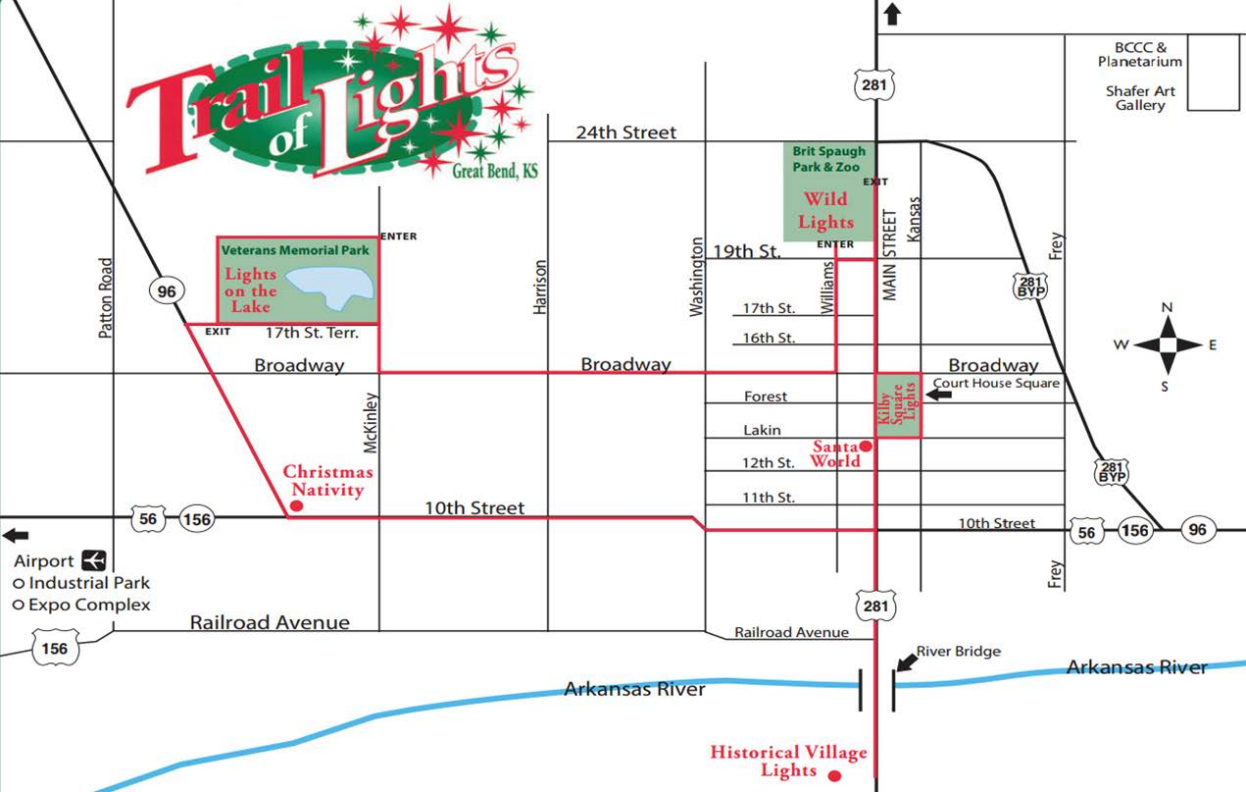 Trail
of Lights
Great Bend, KS
281
BCCC &
Planetarium
Shafer Art
Gallery
24th Street
Brit Spaugh
Park & Zoo
EXIT
Wild
Lights
ENTER
MAIN STREET
Kansas
Washington
19th St.
Williams
Frey
281
BYP
ENTER
Veterans Memorial Park
Lights
on the
Lake
EXIT
17th St. Terr.
Patton Road
96
Harrison
17th St.
16th St.
N
W
E
S
Broadway
Broadway
Broadway
Court House Square
Forest
Kilby
Square
Lights
McKinley
Lakin
Santa
World
12th St.
281
BYP
Christmas
Nativity
11th St.
10th Street
56
156
10th Street
56
156
96
Airport
Industrial Park
Expo Complex
Frey
281
Railroad Avenue
Railroad Avenue
156
River Bridge
Arkansas River
Arkansas River
Historical Village
Lights